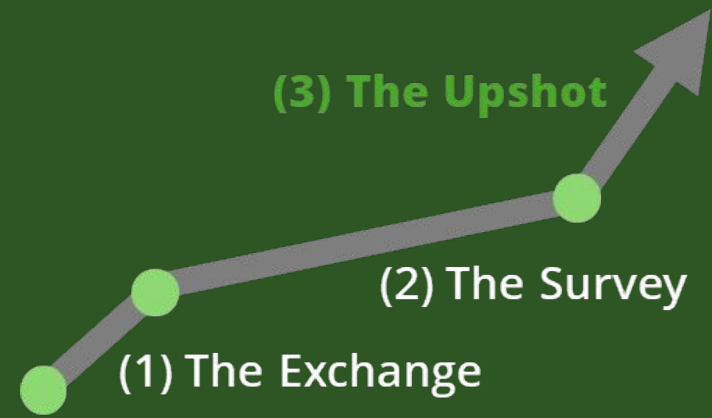 (3) The Upshot
(2) The Survey
(1) The Exchange